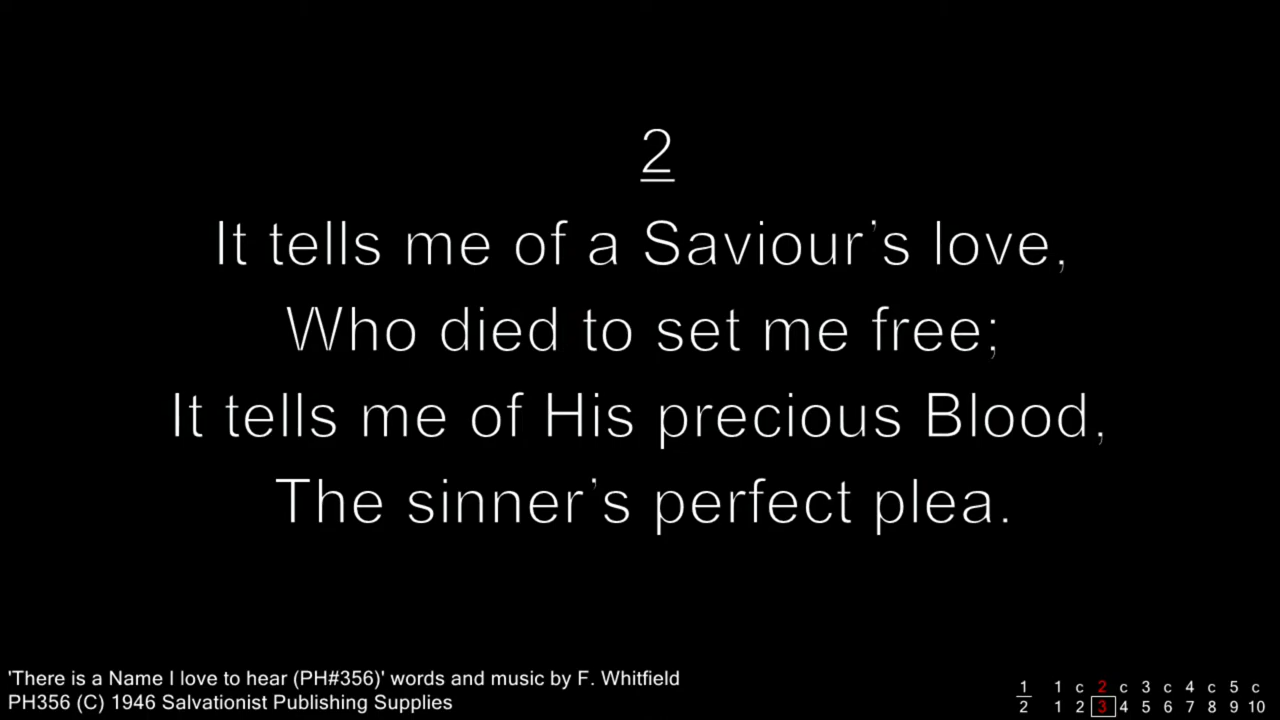 2
It tells me of a Saviour's love,
Who died to set me free;
It tells me of His precious Blood,
The sinner's perfect plea.
'There is a Name I love to hear (PH#356)' words and music by F. Whitfield
PH356 (C) 1946 Salvationist Publishing Supplies
1 1 c 2 c 3 c 4 c 5 c
2 1 2 3 4 5 6 7 8 9 10